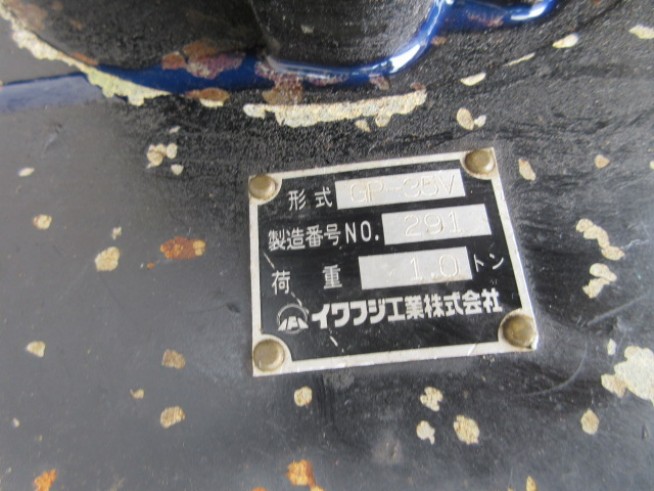 形式 GP-35V
製造番号NO. 291
荷重 1.0トン
イワフジ工業株式会社